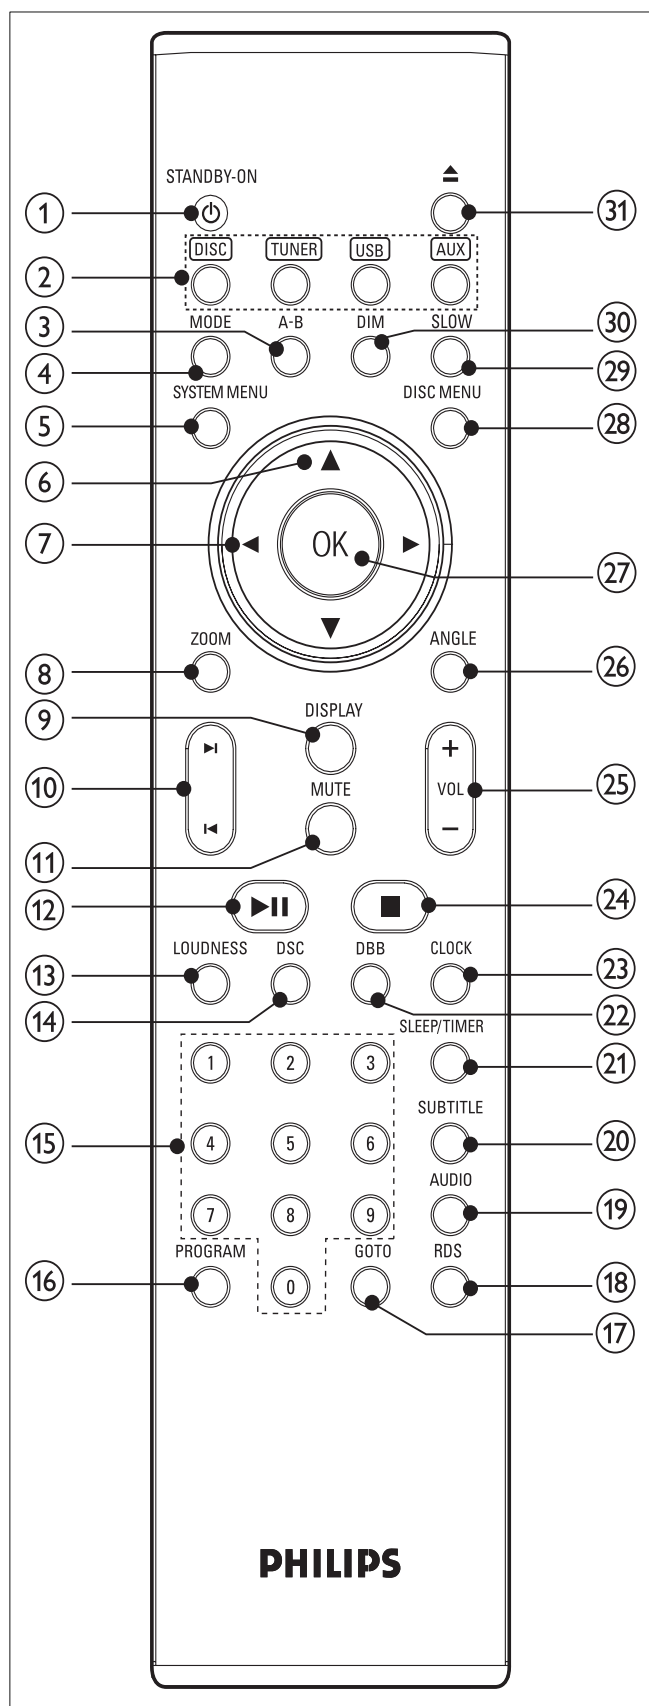 STANDBY-ON
1 31
DISC TUNER USB AUX
2
3 MODE A-B DIM SLOW 30
4 29
SYSTEM MENU DISC MENU
5 28
6
7 OK 27
ZOOM ANGLE
8 26
9 DISPLAY
10 VOL 25
MUTE
11
12 24
LOUDNESS DSC DBB CLOCK
13 23
14 22
SLEEP/TIMER
1 2 3 21
SUBTITLE
15 4 5 6 20
AUDIO
7 8 9 19
PROGRAM GOTO RDS
16 0 18
17
PHILIPS